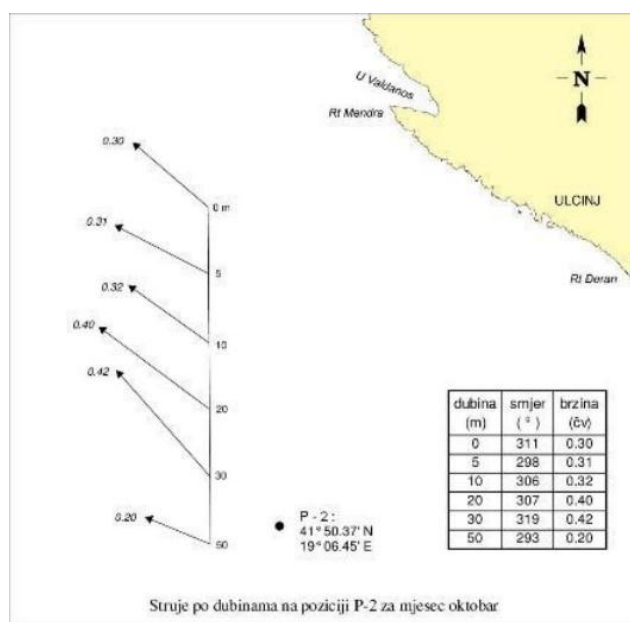 U Valdanos
Rt Mendra
N
ULCINJ
Rt Đeran
0.30
0 m
0.31
5
0.32
10
0.40
20
0.42
30
0.20
50
P - 2 :
41° 50.37' N
19° 06.45' E
dubina smjer brzina
(m) (°) (čv)
0 311 0.30
5 298 0.31
10 306 0.32
20 307 0.40
30 319 0.42
50 293 0.20
Struje po dubinama na poziciji P-2 za mjesec oktobar